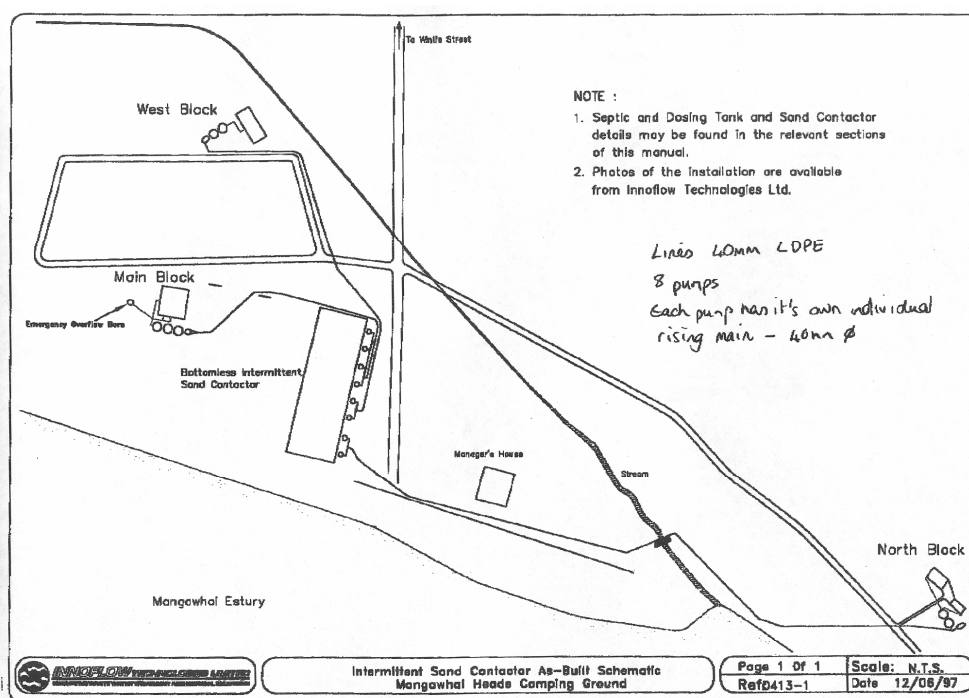 To Wells Street
West Block
NOTE :
1. Septic and Dosing Tank and Sand Contactor
details may be found in the relevant sections
of this manual.
2. Photos of the installation are available
from Innoflow Technologies Ltd.
Lines 40mm LDPE
8 pumps
Each pump has it's own individual
rising main - 40mm Ø
Main Block
Emergency Overflow Bore
Bottomless Intermittent
Sand Contactor
Manager's House
Stream
North Block
Mangawhai Estury
INNOFLOW TECHNOLOGIES LIMITED
Intermittent Sand Contactor As-Built Schematic
Mangawhai Heads Camping Ground
Page 1 Of 1
Ref0413-1
Scale: N.T.S.
Date 12/06/97